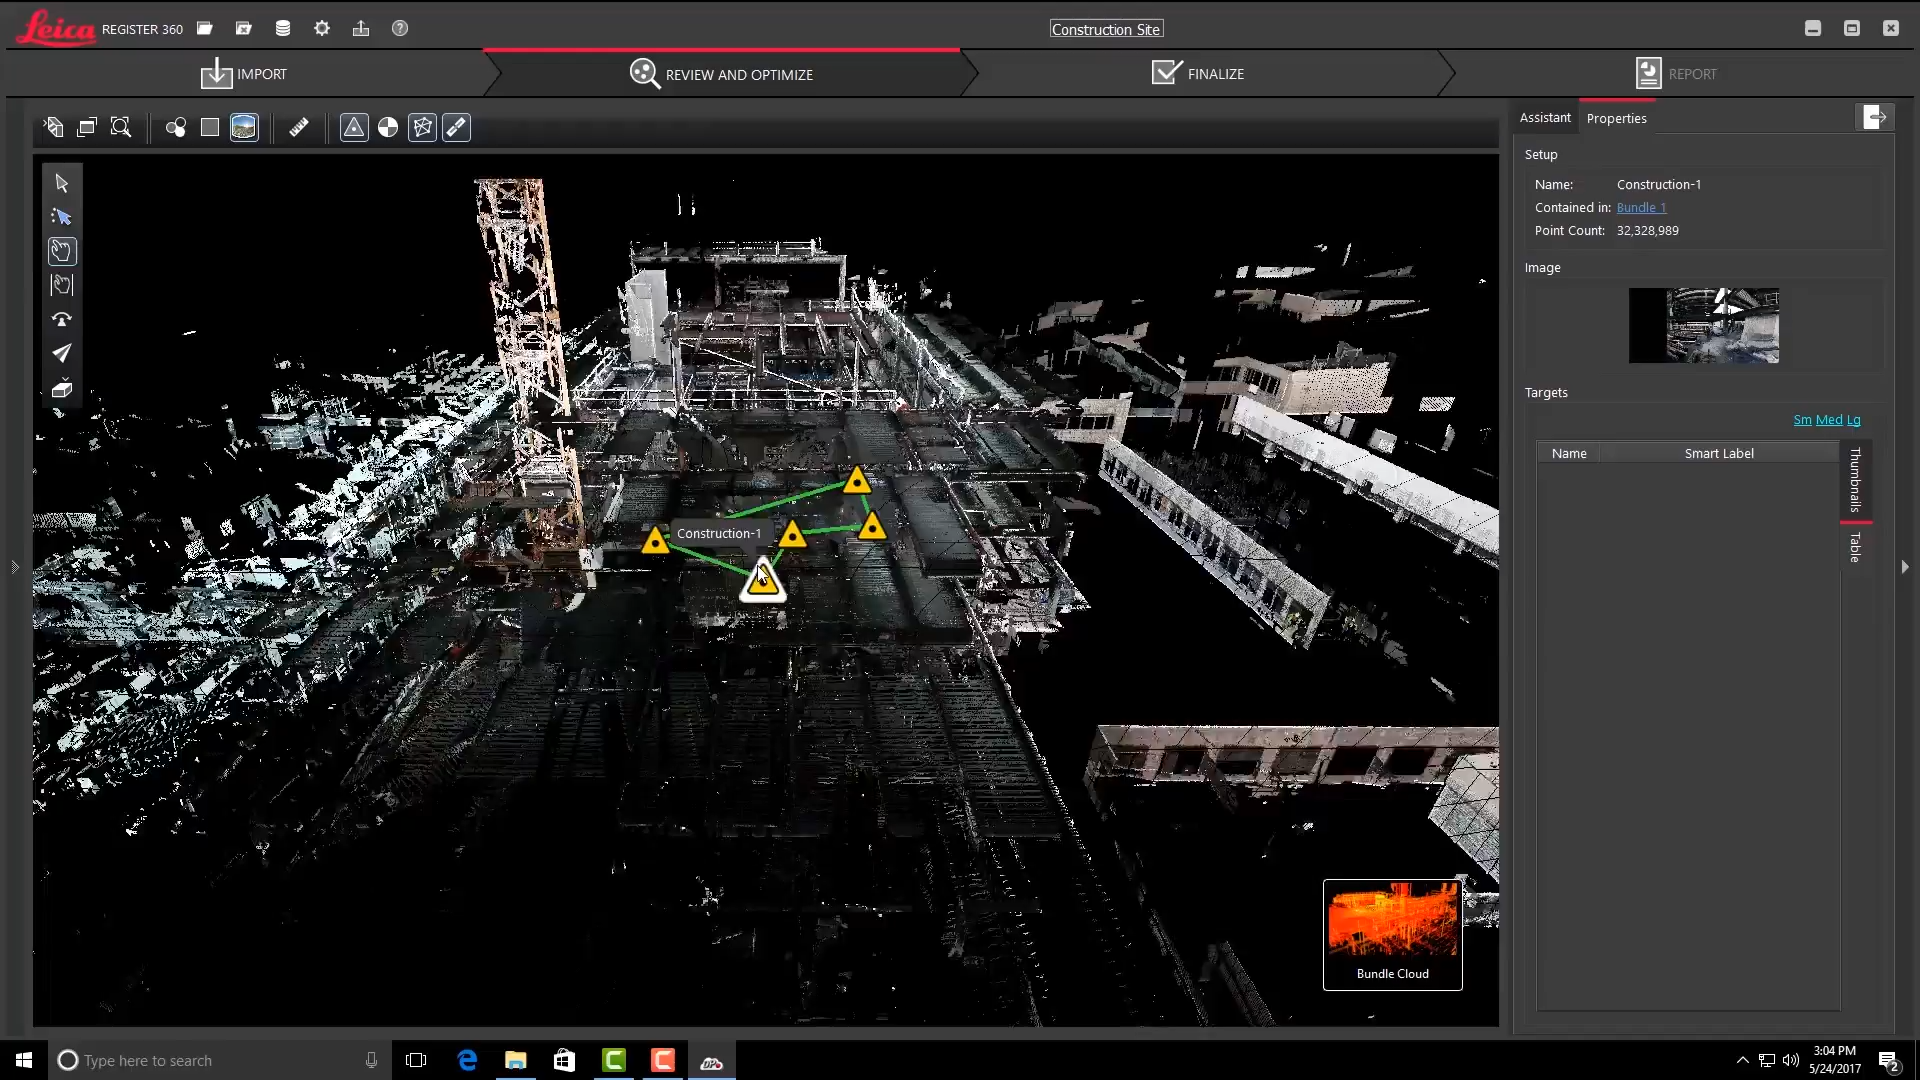 Leica REGISTER 360
Construction Site
IMPORT
REVIEW AND OPTIMIZE
FINALIZE
REPORT
Assistant
Properties
Setup
Name: Construction-1
Contained in: Bundle 1
Point Count: 32,328,989
Image
Targets
Sm Med Lg
Name
Smart Label
Thumbnails
Table
Construction-1
Bundle Cloud
Type here to search
3:04 PM
5/24/2017
2